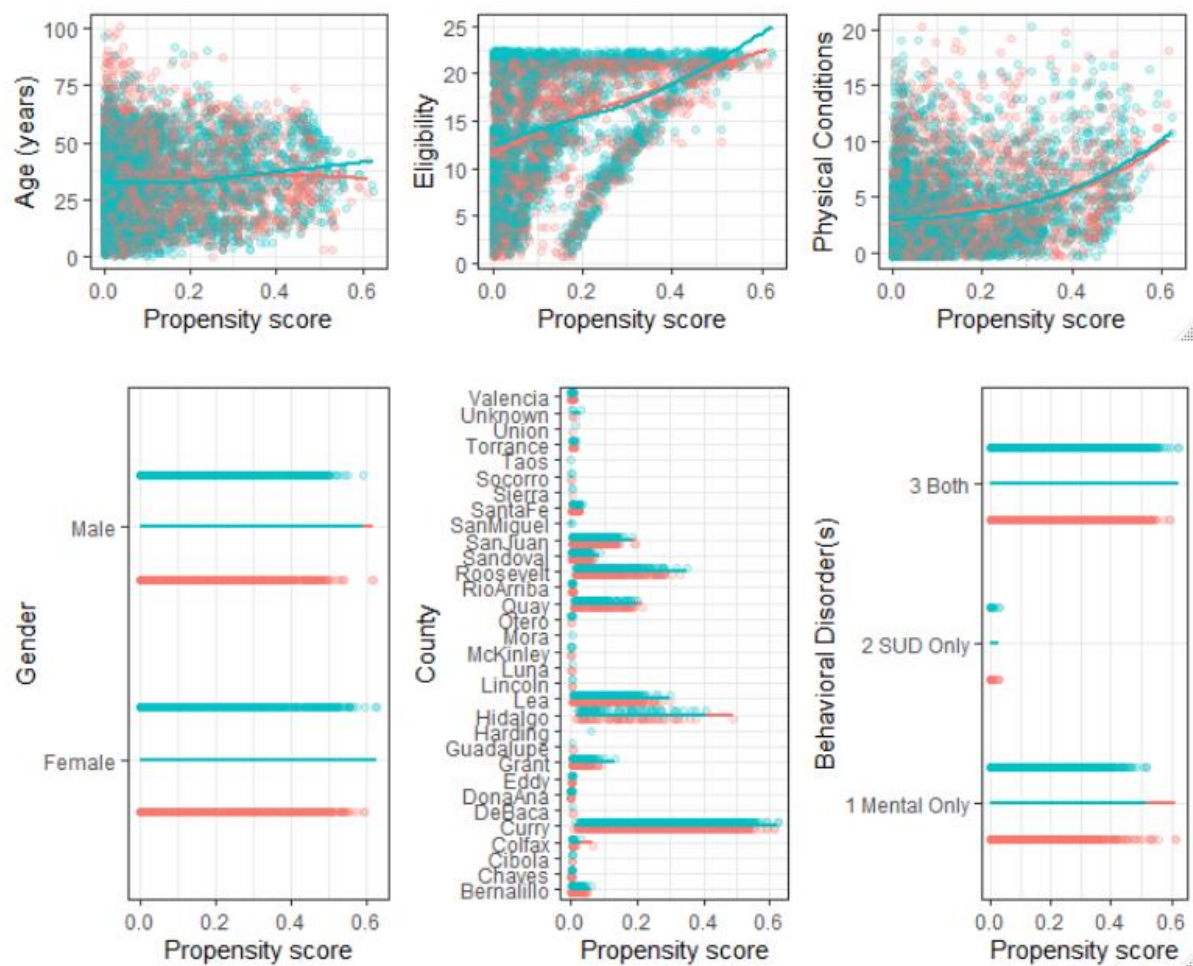 100
75
50
25
0
Age (years)
0.0 0.2 0.4 0.6
Propensity score
25
20
15
10
5
0
Eligibility
0.0 0.2 0.4 0.6
Propensity score
20
15
10
5
0
Physical Conditions
0.0 0.2 0.4 0.6
Propensity score
Gender
Male
Female
0.0 0.2 0.4 0.6
Propensity score
County
Valencia
Unknown
Union
Torrance
Taos
Socorro
Sierra
SantaFe
SanMiguel
SanJuan
Sandoval
Roosevelt
RioArriba
Quay
Otero
Mora
McKinley
Luna
Lincoln
Lea
Hidalgo
Harding
Guadalupe
Grant
Eddy
DonaAna
DeBaca
Curry
Colfax
Cibola
Chaves
Bernalillo
0.0 0.2 0.4 0.6
Propensity score
Behavioral Disorder(s)
3 Both
2 SUD Only
1 Mental Only
0.0 0.2 0.4 0.6
Propensity score